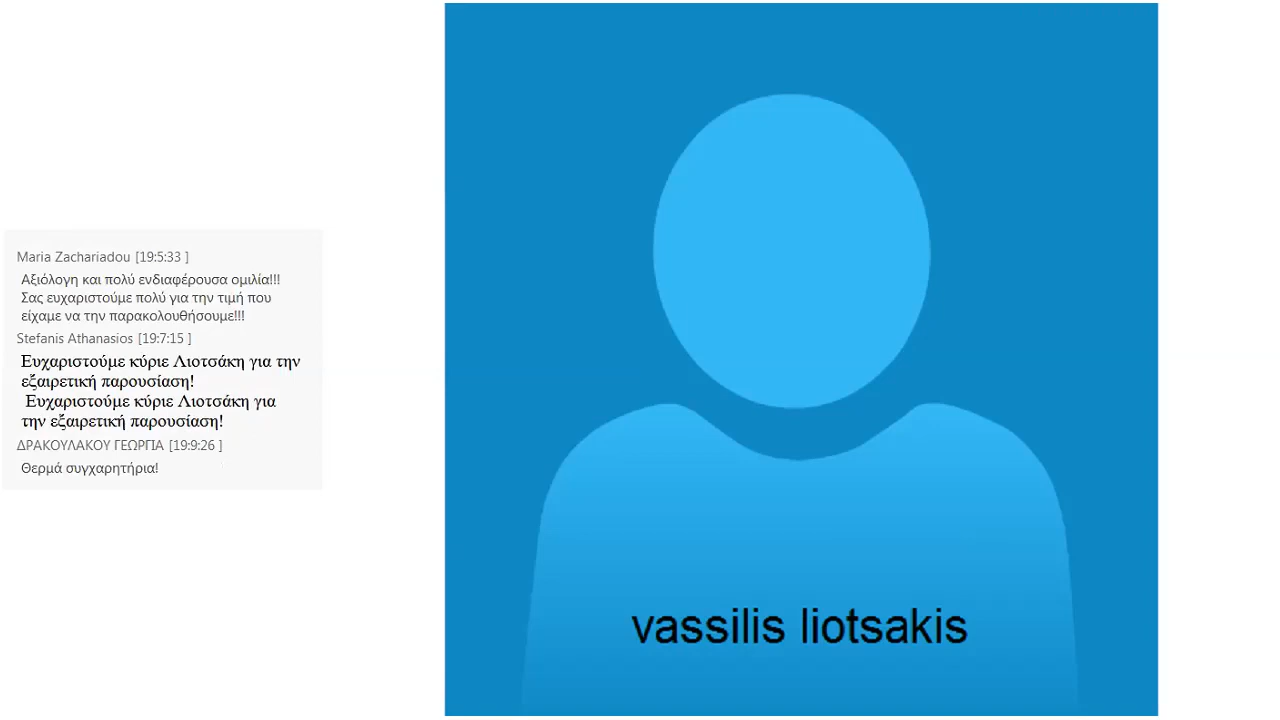 Maria Zachariadou [19:5:33 ]
Αξιόλογη και πολύ ενδιαφέρουσα ομιλία!!!
Σας ευχαριστούμε πολύ για την τιμή που
είχαμε να την παρακολουθήσουμε!!!
Stefanis Athanasios [19:7:15 ]
Ευχαριστούμε κύριε Λιοτσάκη για την
εξαιρετική παρουσίαση!
Ευχαριστούμε κύριε Λιοτσάκη για
την εξαιρετική παρουσίαση!
ΔΡΑΚΟΥΛΑΚΟΥ ΓΕΩΡΓΙΑ [19:9:26 ]
Θερμά συγχαρητήρια!
vassilis liotsakis